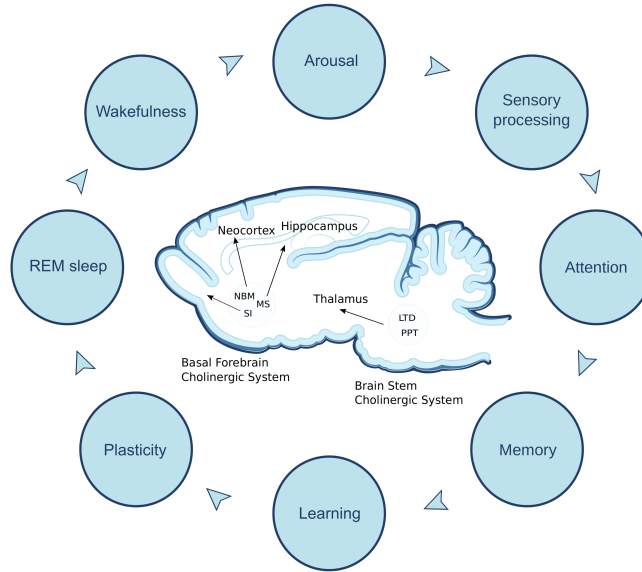 Arousal
Sensory
processing
Attention
Memory
Learning
Plasticity
REM sleep
Wakefulness
Neocortex
Hippocampus
NBM
MS
SI
Thalamus
LTD
PPT
Basal Forebrain
Cholinergic System
Brain Stem
Cholinergic System